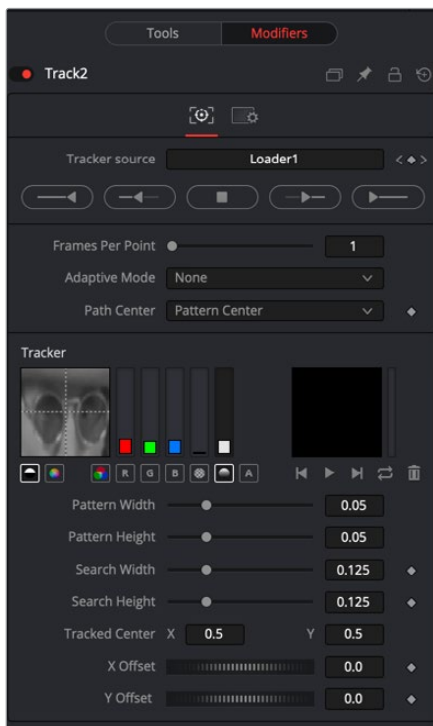 Tools Modifiers
Track2
Tracker source Loader1
Frames Per Point 1
Adaptive Mode None
Path Center Pattern Center
Tracker
R G B A
Pattern Width 0.05
Pattern Height 0.05
Search Width 0.125
Search Height 0.125
Tracked Center X 0.5 Y 0.5
X Offset 0.0
Y Offset 0.0